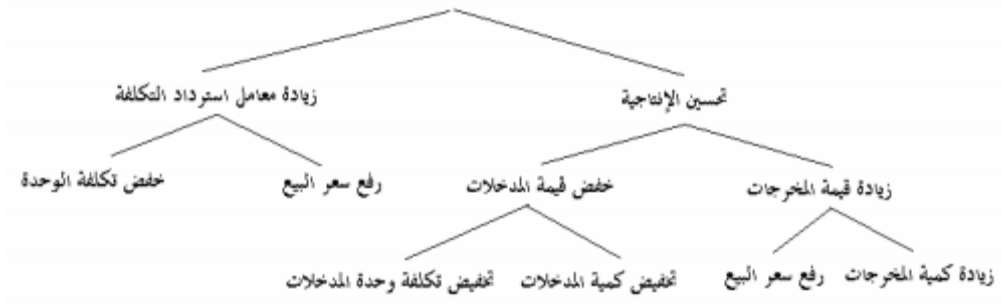 تحسين الإنتاجية
زيادة معامل استرداد التكلفة
زيادة قيمة المخرجات
خفض قيمة المدخلات
رفع سعر البيع
خفض تكلفة الوحدة
زيادة كمية المخرجات
رفع سعر البيع
تخفيض كمية المدخلات
تخفيض تكلفة وحدة المدخلات